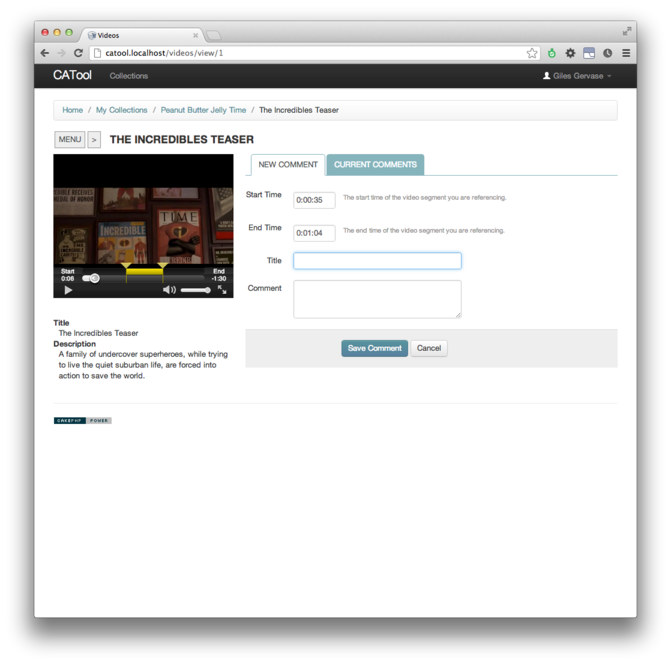 Videos
catool.localhost/videos/view/1
CATool Collections Giles Gervase
Home / My Collections / Peanut Butter Jelly Time / The Incredibles Teaser
MENU > THE INCREDIBLES TEASER
NEW COMMENT CURRENT COMMENTS
INCREDIBLE
TIME
Start End
0:06 -1:30
Start Time 0:00:35 The start time of the video segment you are referencing.
End Time 0:01:04 The end time of the video segment you are referencing.
Title
Comment
Save Comment Cancel
Title
The Incredibles Teaser
Description
A family of undercover superheroes, while trying
to live the quiet suburban life, are forced into
action to save the world.
CAKEPHP POWER